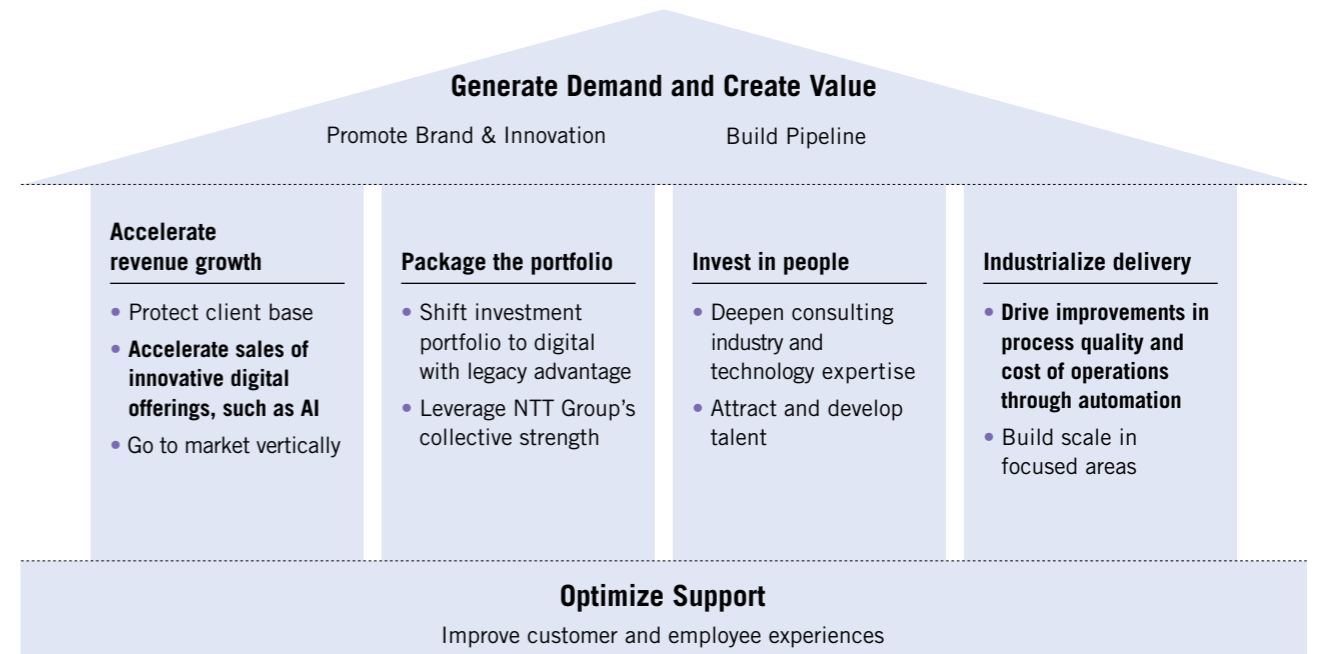 Generate Demand and Create Value
Promote Brand & Innovation
Build Pipeline
Accelerate
revenue growth
• Protect client base
• Accelerate sales of
innovative digital
offerings, such as AI
• Go to market vertically
Package the portfolio
• Shift investment
portfolio to digital
with legacy advantage
• Leverage NTT Group’s
collective strength
Invest in people
• Deepen consulting
industry and
technology expertise
• Attract and develop
talent
Industrialize delivery
• Drive improvements in
process quality and
cost of operations
through automation
• Build scale in
focused areas
Optimize Support
Improve customer and employee experiences